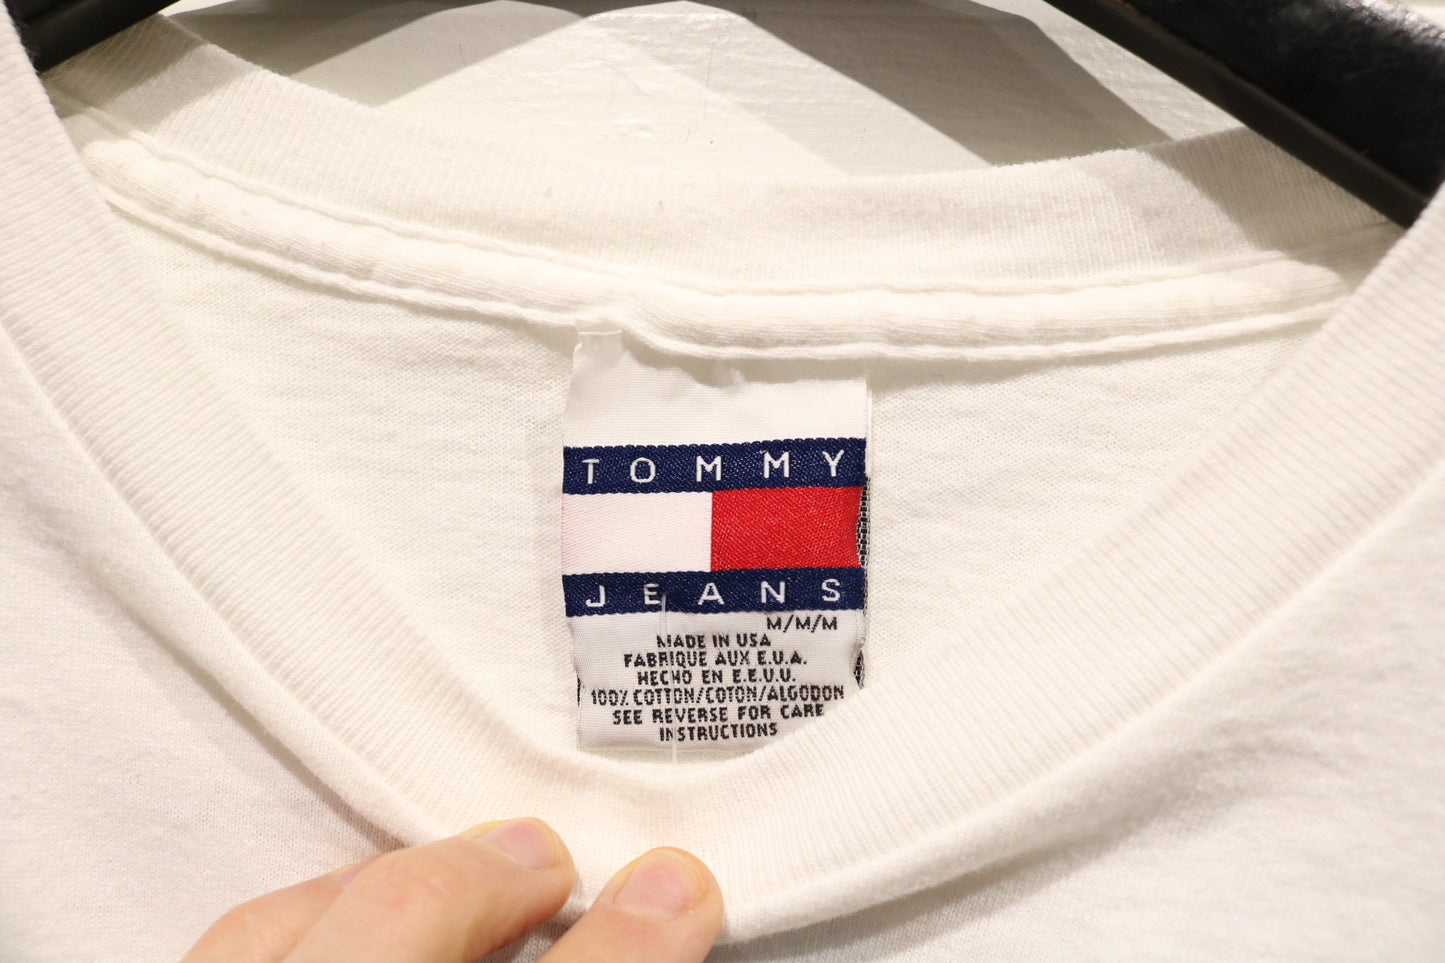 TOMMY
JEANS
M/M/M
MADE IN USA
FABRIQUE AUX E.U.A.
HECHO EN E.E.U.U.
100% COTTON/COTON/ALGODON
SEE REVERSE FOR CARE
INSTRUCTIONS